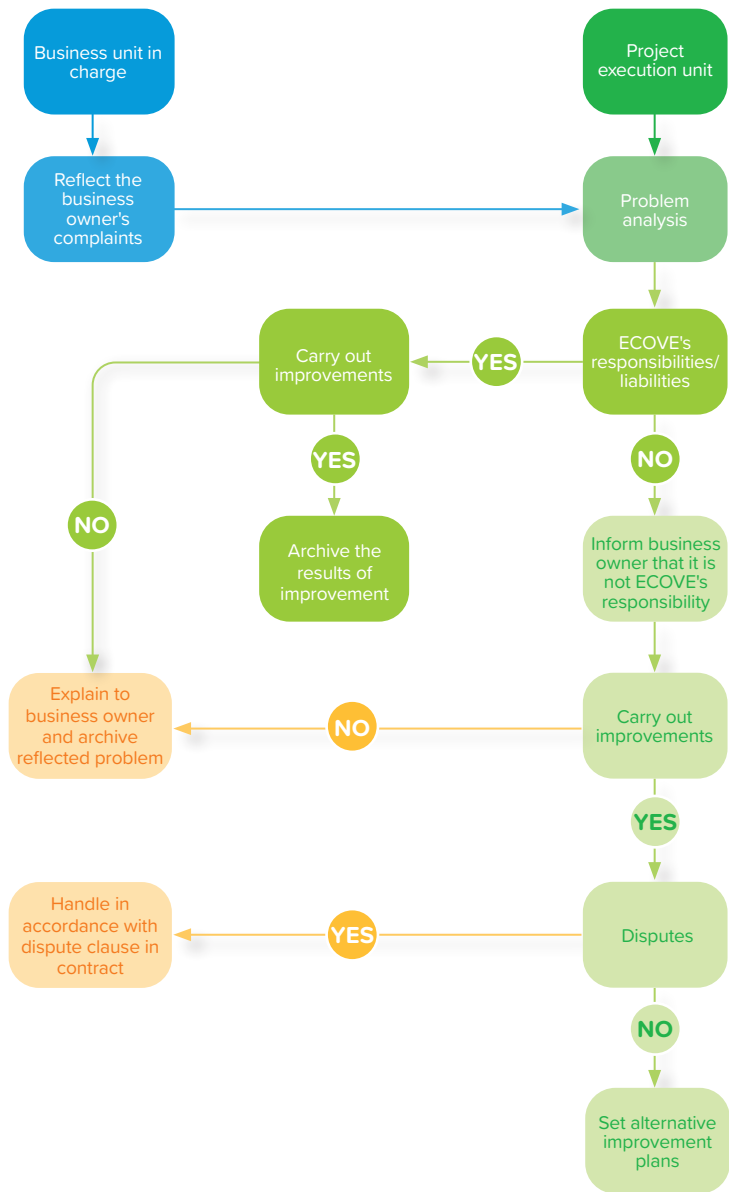 Business unit in
charge
Project
execution unit
Reflect the
business
owner's
complaints
Problem
analysis
Carry out
improvements
YES
ECOVE's
responsibilities/
liabilities
YES
NO
NO
Archive the
results of
improvement
Inform business
owner that it is
not ECOVE's
responsibility
Explain to
business owner
and archive
reflected problem
NO
Carry out
improvements
YES
Handle in
accordance with
dispute clause in
contract
YES
Disputes
NO
Set alternative
improvement
plans